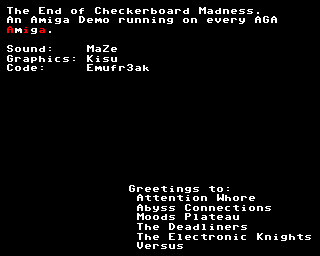 The End of Checkerboard Madness.
An Amiga Demo running on every AGA
Amiga.
Sound: MaZe
Graphics: Kisu
Code: Emufr3ak
Greetings to:
Attention Whore
Abyss Connections
Moods Plateau
The Deadliners
The Electronic Knights
Versus